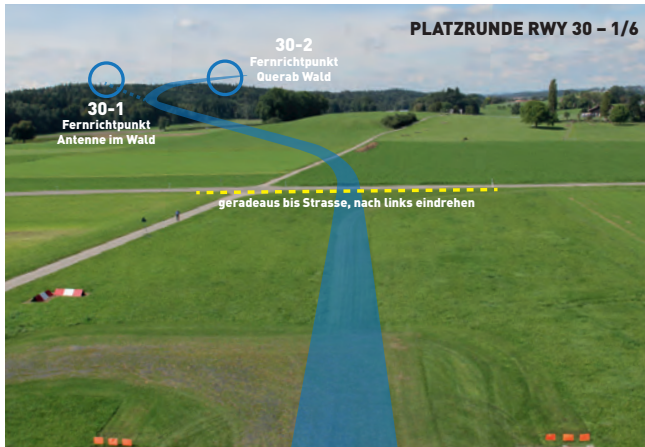 PLATZRUNDE RWY 30 – 1/6
30-2
Fernrichtpunkt
Querab Wald
30-1
Fernrichtpunkt
Antenne im Wald
geradeaus bis Strasse, nach links eindrehen